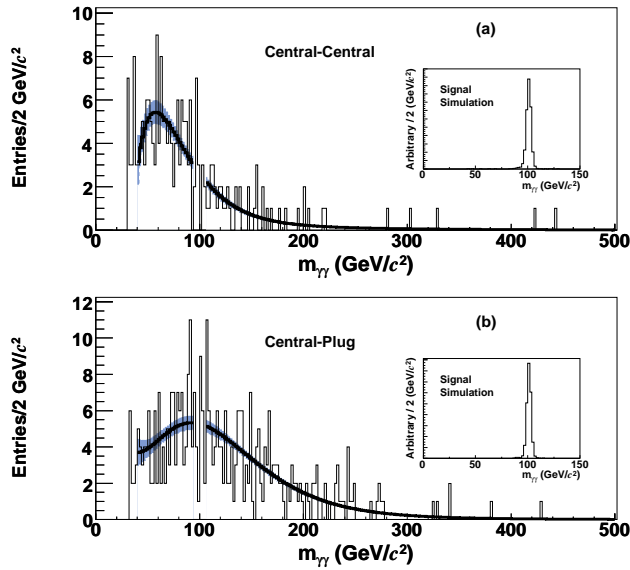 (a)
Central-Central
Entries/2 GeV/c²
10
8
6
4
2
0
0 100 200 300 400 500
mγγ (GeV/c²)
Signal
Simulation
Arbitrary / 2 (GeV/c²)
0 50 100 150
mγγ (GeV/c²)
(b)
Central-Plug
Entries/2 GeV/c²
12
10
8
6
4
2
0
0 100 200 300 400 500
mγγ (GeV/c²)
Signal
Simulation
Arbitrary / 2 (GeV/c²)
0 50 100 150
mγγ (GeV/c²)